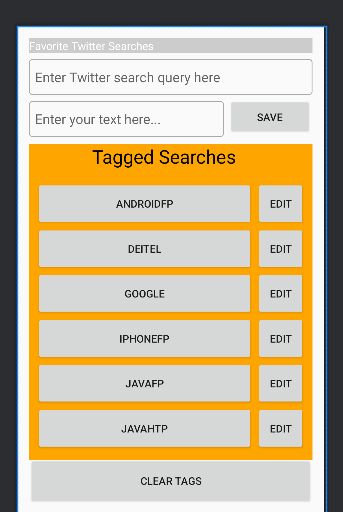 Favorite Twitter Searches
Enter Twitter search query here
Enter your text here...
SAVE
Tagged Searches
ANDROIDFP
EDIT
DEITEL
EDIT
GOOGLE
EDIT
IPHONEFP
EDIT
JAVAFP
EDIT
JAVAHTP
EDIT
CLEAR TAGS